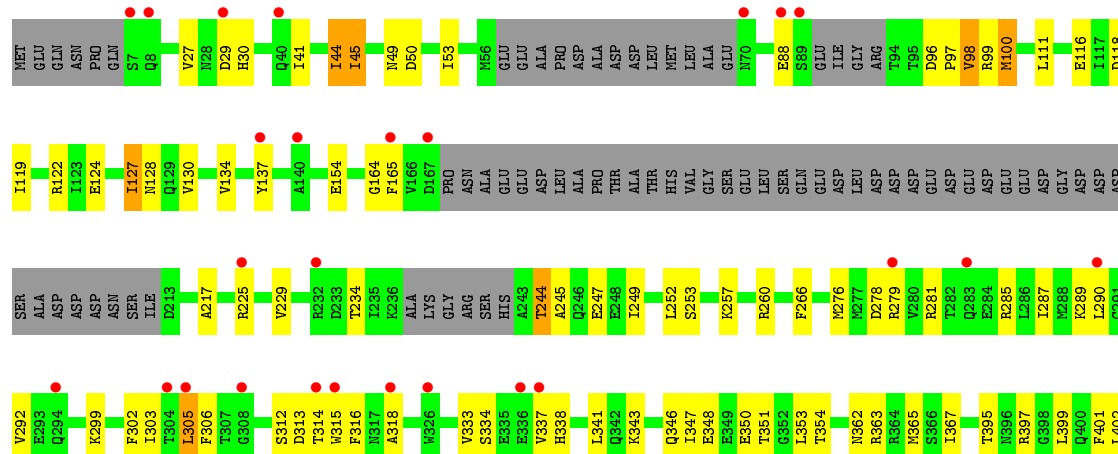 MET GLU GLN ASN PRO GLN S7 Q8 V27 N28 D29 H30 Q40 I41 I44 I45 N49 D50 I53 M56 GLU GLU ALA PRO ASP ALA ASP ASP LEU MET LEU ALA GLU N70 E88 S89 GLU ILE GLY ARG T94 T95 D96 P97 V98 R99 M100 L111 E116 I117 D118
I119 R122 I123 E124 I127 N128 Q129 V130 V134 Y137 A140 E154 G164 F165 V166 D167 PRO ASN ALA GLU GLU ASP LEU ALA PRO THR ALA THR HIS VAL GLY SER GLU LEU SER GLN GLU ASP LEU ASP ASP ASP GLU ASP GLU ASP GLU GLU ASP GLY ASP ASP ASP
SER ALA ASP ASP ASP ASN SER ILE D213 A217 R225 V229 R232 D233 T234 I235 K236 ALA LYS GLY ARG SER HIS A243 T244 A245 Q246 E247 E248 I249 L252 S253 K257 R260 F266 M276 M277 D278 R279 V280 R281 T282 Q283 E284 R285 L286 I287 M288 K289 L290 C291
V292 E293 Q294 K299 F302 I303 T304 L305 F306 T307 G308 S312 D313 T314 W315 F316 N317 A318 W326 V333 S334 E335 E336 V337 H338 L341 Q342 K343 Q346 I347 E348 E349 E350 T351 G352 L353 T354 N362 R363 R364 M365 S366 I367 T395 N396 R397 G398 L399 Q400 F401 L402